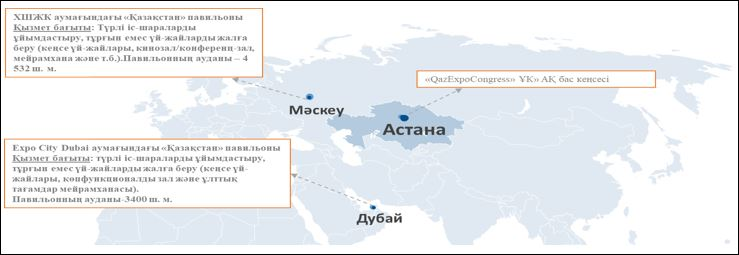 ХШЖК аумағындағы «Қазақстан» павильоны
Қызмет бағыты: Түрлі іс-шараларды
ұйымдастыру, тұрғын емес үй-жайларды жалға
беру (кеңсе үй-жайлары, кинозал/конференц-зал,
мейрамхана және т.б.).Павильонның ауданы – 4
532 ш. м.
«QazExpoCongress» ҰК» АҚ бас кеңсесі
Мәскеу
Астана
Expo City Dubai аумағындағы «Қазақстан» павильоны
Қызмет бағыты: түрлі іс-шараларды ұйымдастыру,
тұрғын емес үй-жайларды жалға беру (кеңсе үй-
жайлары, көпфункционалды зал және ұлттық
тағамдар мейрамханасы).
Павильонның ауданы-3400 ш. м.
Дубай